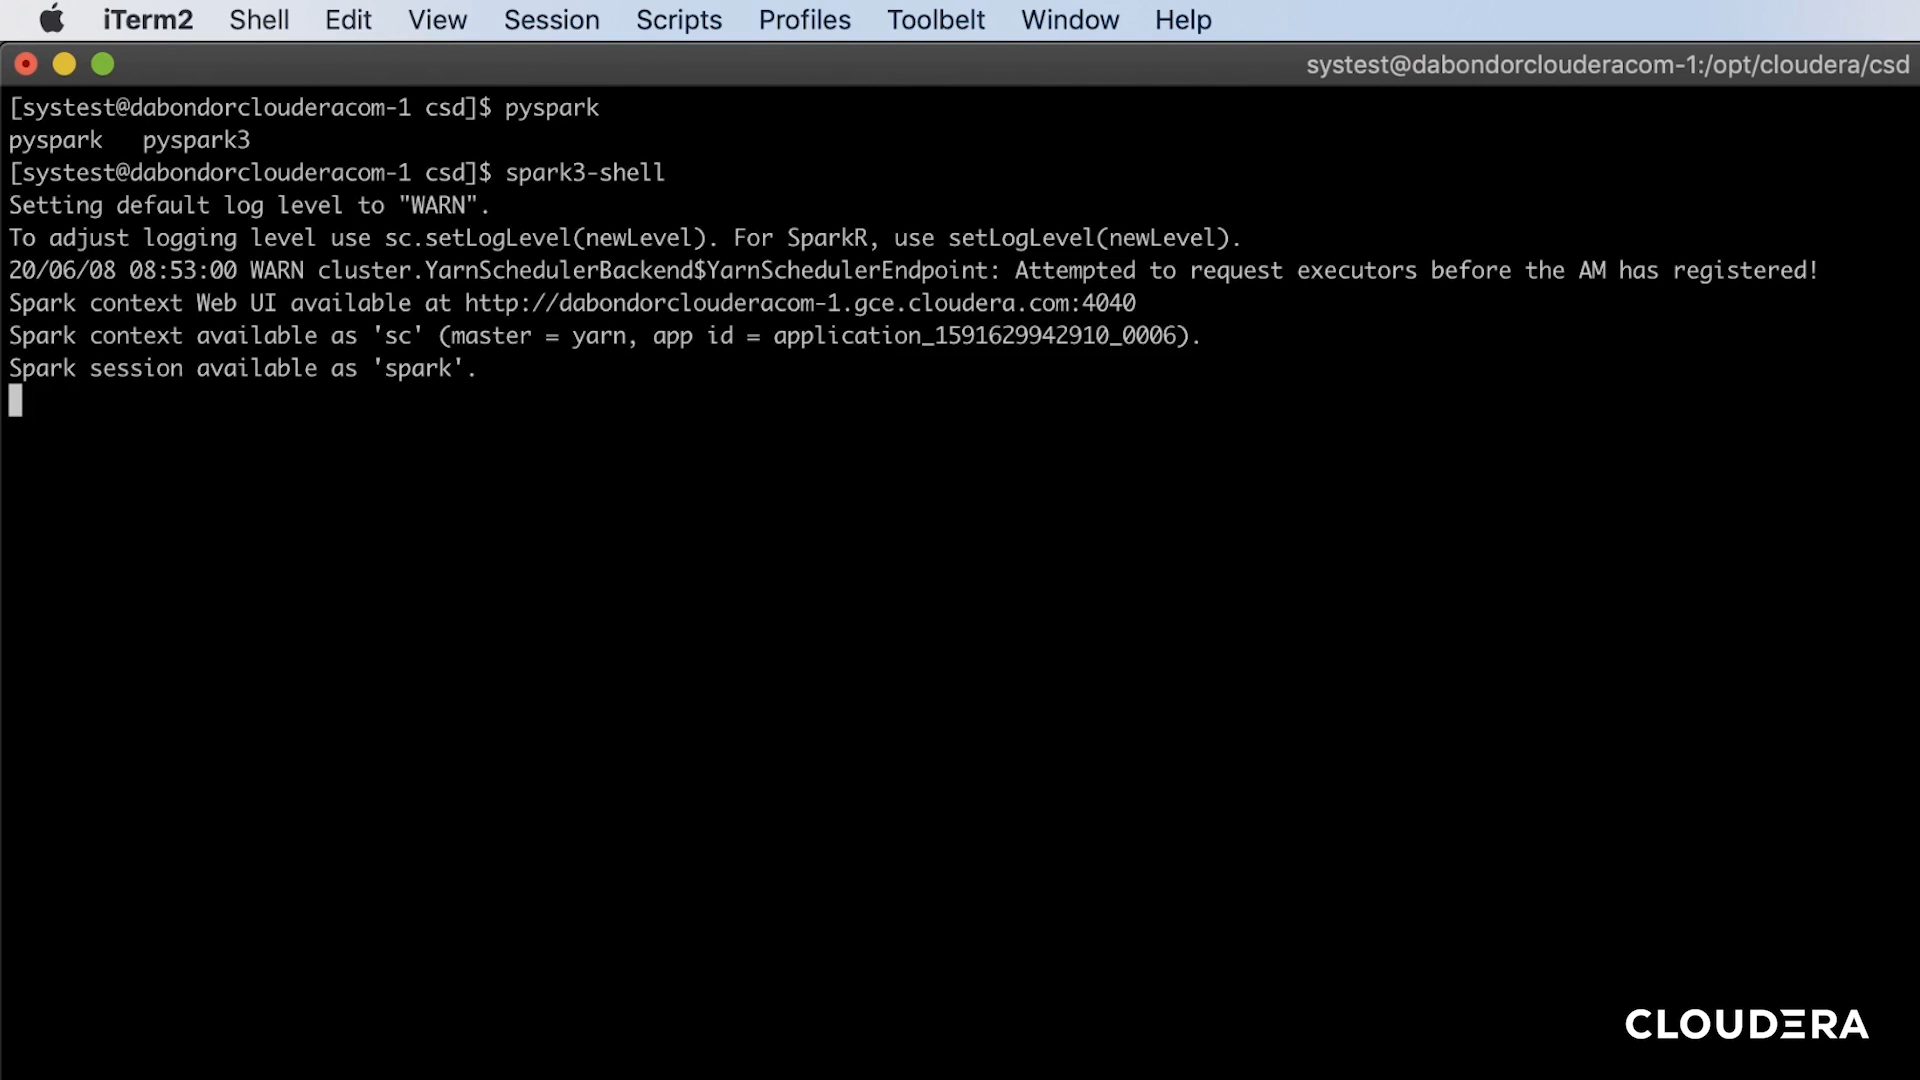 iTerm2 Shell Edit View Session Scripts Profiles Toolbelt Window Help
systest@dabondorclouderacom-1:/opt/cloudera/csd
[systest@dabondorclouderacom-1 csd]$ pyspark
pyspark   pyspark3
[systest@dabondorclouderacom-1 csd]$ spark3-shell
Setting default log level to "WARN".
To adjust logging level use sc.setLogLevel(newLevel). For SparkR, use setLogLevel(newLevel).
20/06/08 08:53:00 WARN cluster.YarnSchedulerBackend$YarnSchedulerEndpoint: Attempted to request executors before the AM has registered!
Spark context Web UI available at http://dabondorclouderacom-1.gce.cloudera.com:4040
Spark context available as 'sc' (master = yarn, app id = application_1591629942910_0006).
Spark session available as 'spark'.
CLOUDERA